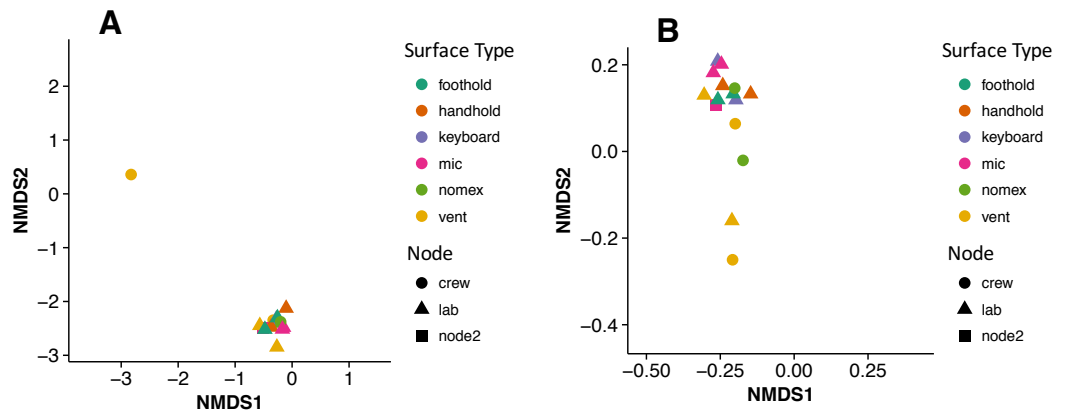 A
2
1
0
−1
−2
−3
NMDS2
−3 −2 −1 0 1
NMDS1
Surface Type
foothold
handhold
keyboard
mic
nomex
vent
Node
crew
lab
node2
B
0.2
0.0
−0.2
−0.4
NMDS2
−0.50 −0.25 0.00 0.25
NMDS1
Surface Type
foothold
handhold
keyboard
mic
nomex
vent
Node
crew
lab
node2